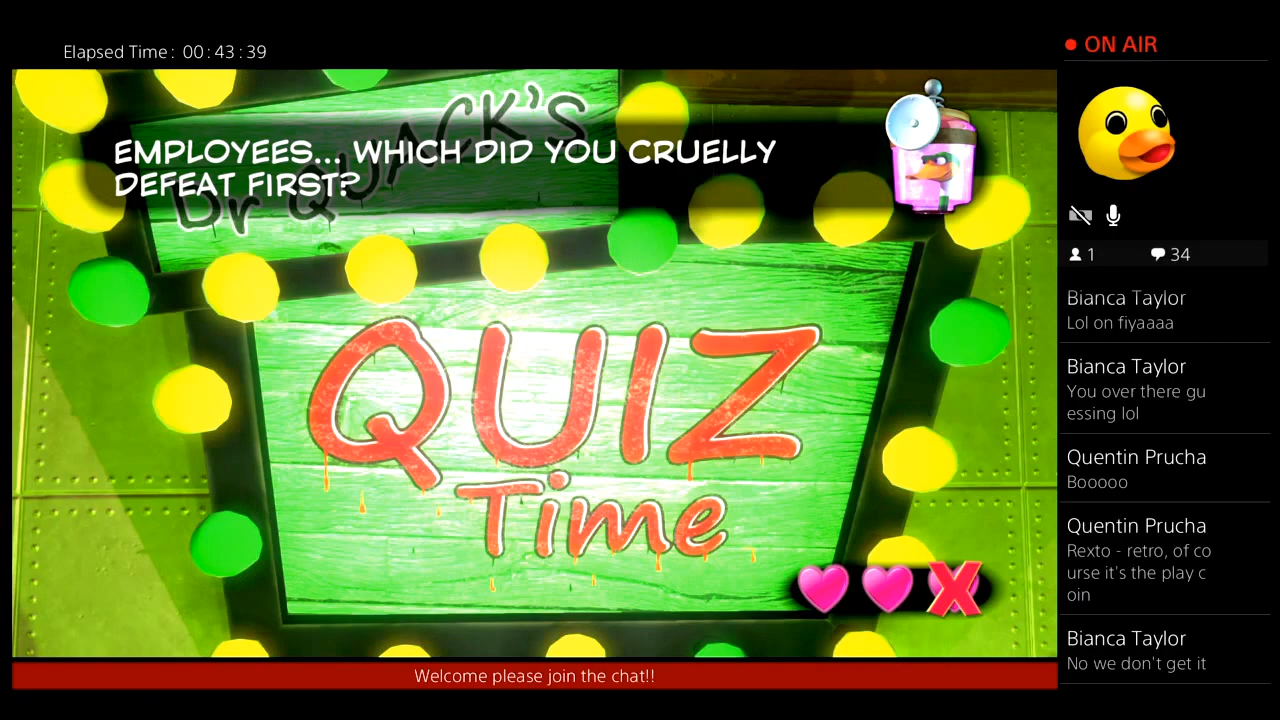 Elapsed Time: 00:43:39
ON AIR
Dr QUACK'S
EMPLOYEES... WHICH DID YOU CRUELLY
DEFEAT FIRST?
QUIZ
Time
Welcome please join the chat!!
1 34
Bianca Taylor
Lol on fiyaaaa
Bianca Taylor
You over there gu
essing lol
Quentin Prucha
Booooo
Quentin Prucha
Rexto - retro, of co
urse it's the play c
oin
Bianca Taylor
No we don't get it